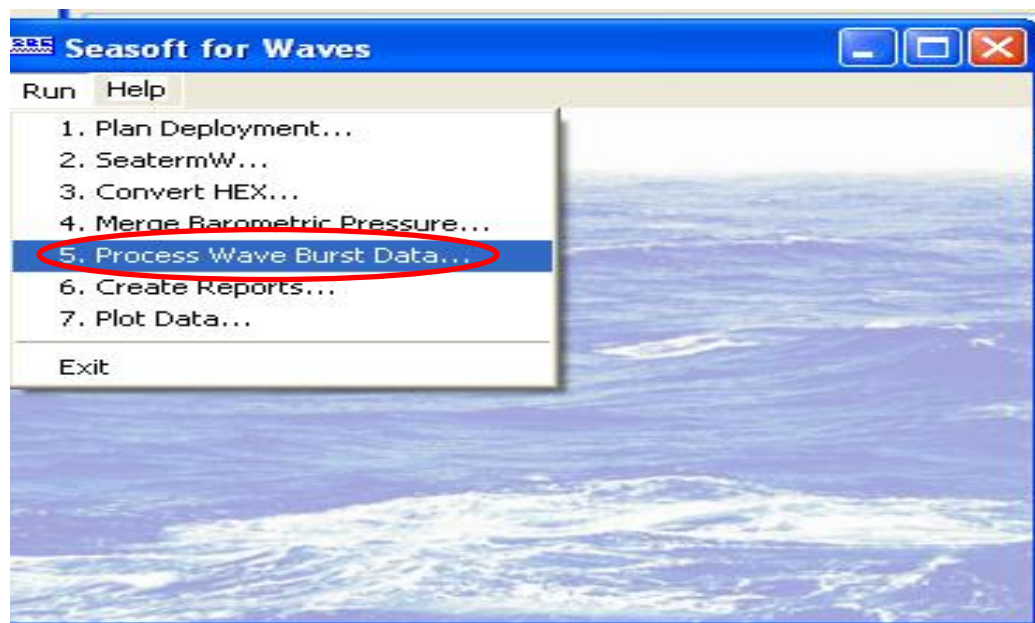 SBE Seasoft for Waves
Run Help
1. Plan Deployment...
2. SeatermW...
3. Convert HEX...
4. Merge Barometric Pressure...
5. Process Wave Burst Data...
6. Create Reports...
7. Plot Data...
Exit